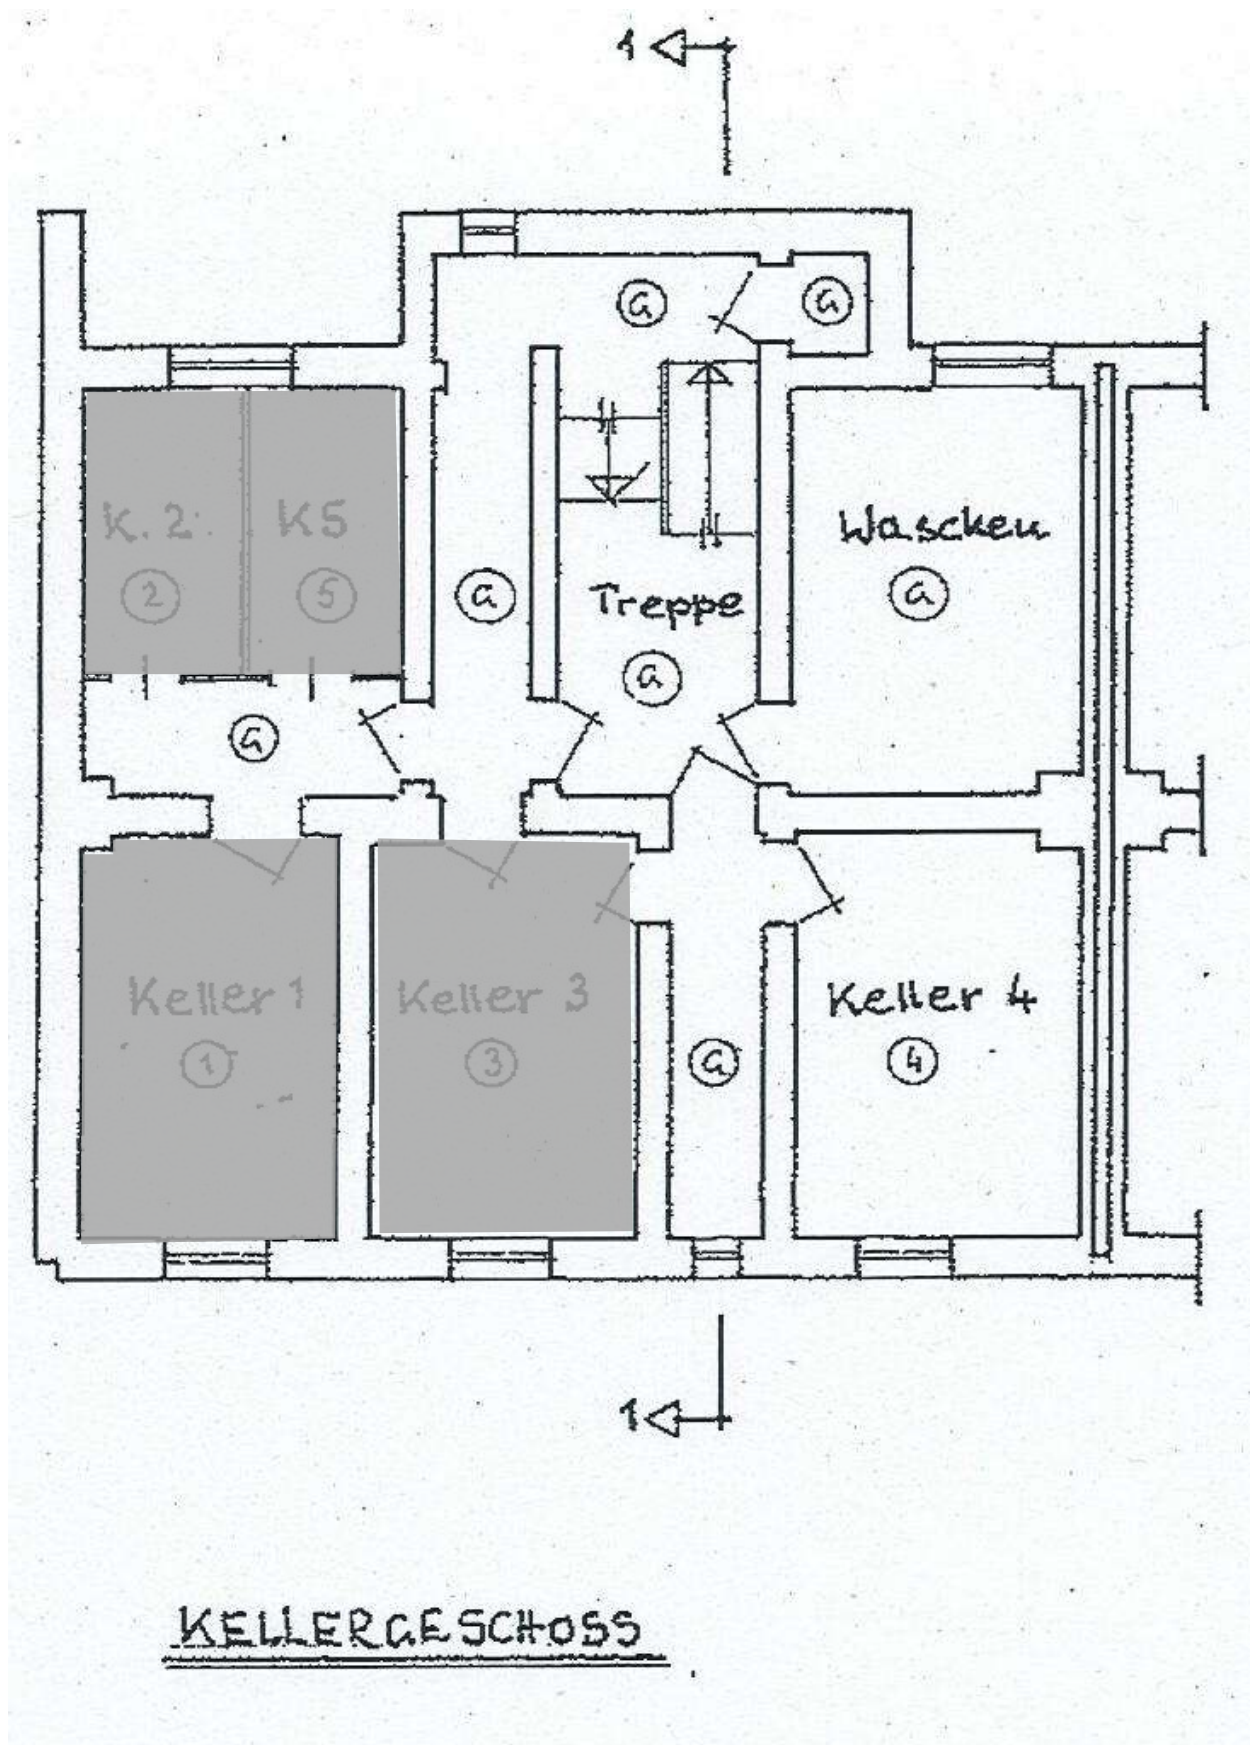 1
G
G
K. 2:
K5
Waschen
2
5
G
Treppe
G
G
G
Keller 1
Keller 3
Keller 4
1
3
G
4
1
KELLERGESCHOSS